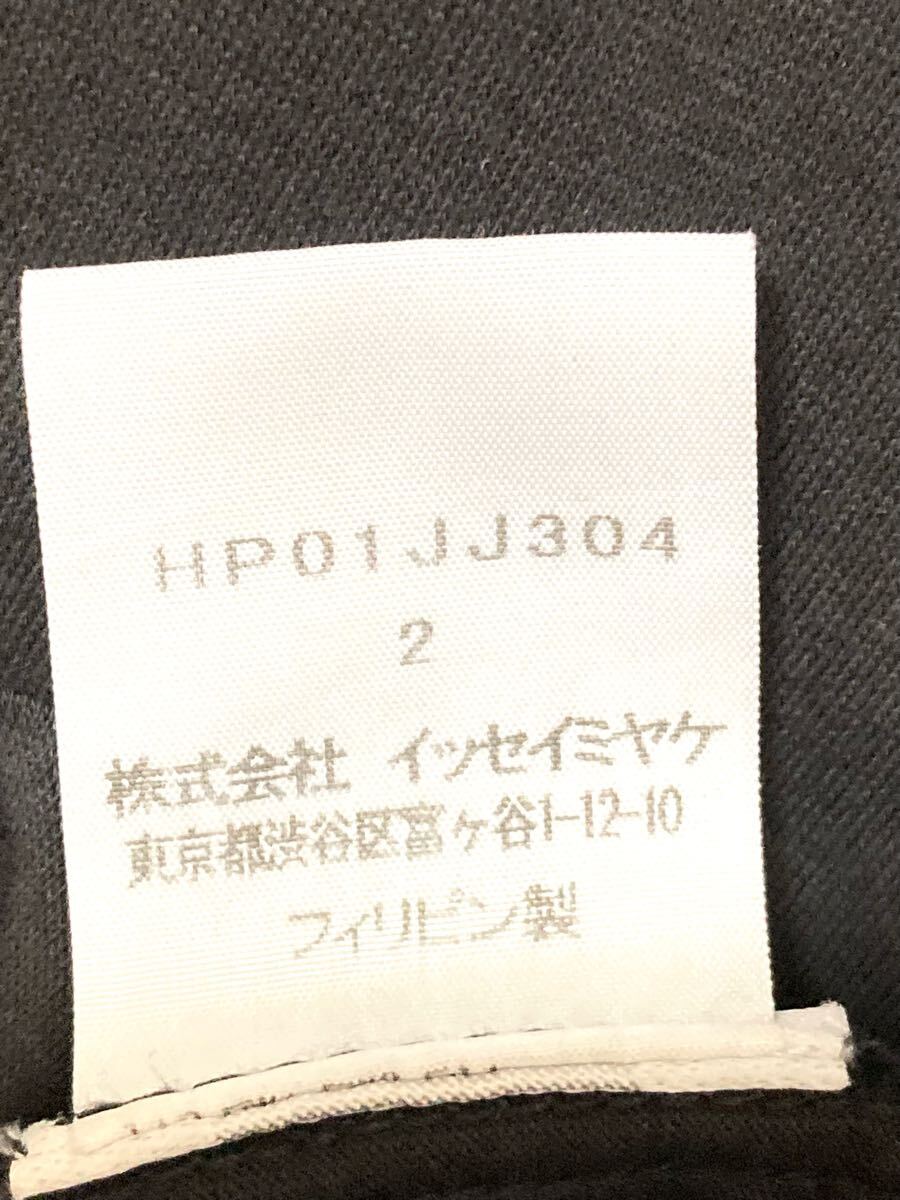 HP01JJ304
2
株式会社 イッセイミヤケ
東京都渋谷区富ヶ谷1-12-10
フィリピン製